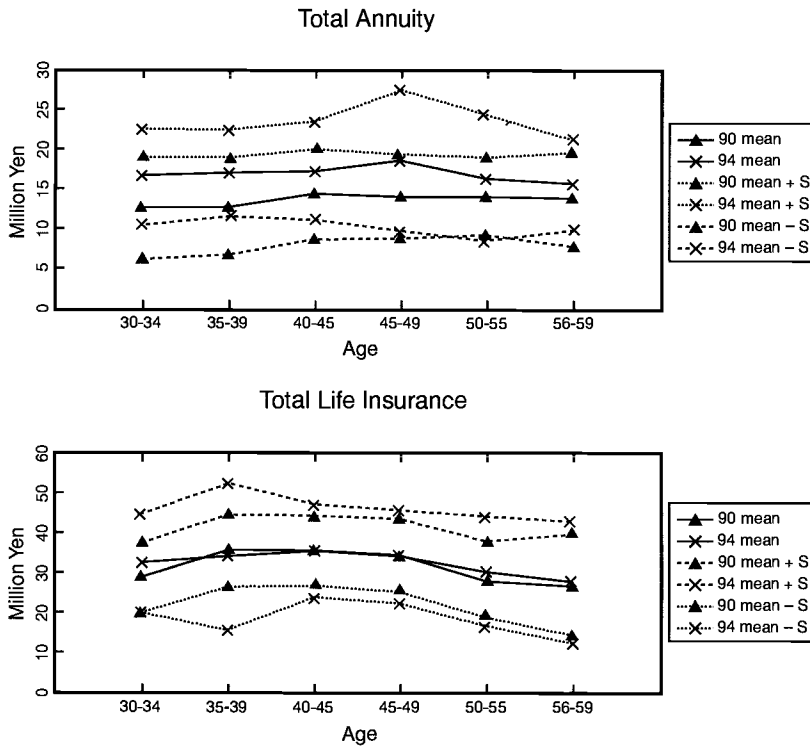 Total Annuity
30
25
20
15
10
5
0
Million Yen
30-34 35-39 40-45 45-49 50-55 56-59
Age
90 mean
94 mean
90 mean + S
94 mean + S
90 mean – S
94 mean – S
Total Life Insurance
60
50
40
30
20
10
0
Million Yen
30-34 35-39 40-45 45-49 50-55 56-59
Age
90 mean
94 mean
90 mean + S
94 mean + S
90 mean – S
94 mean – S